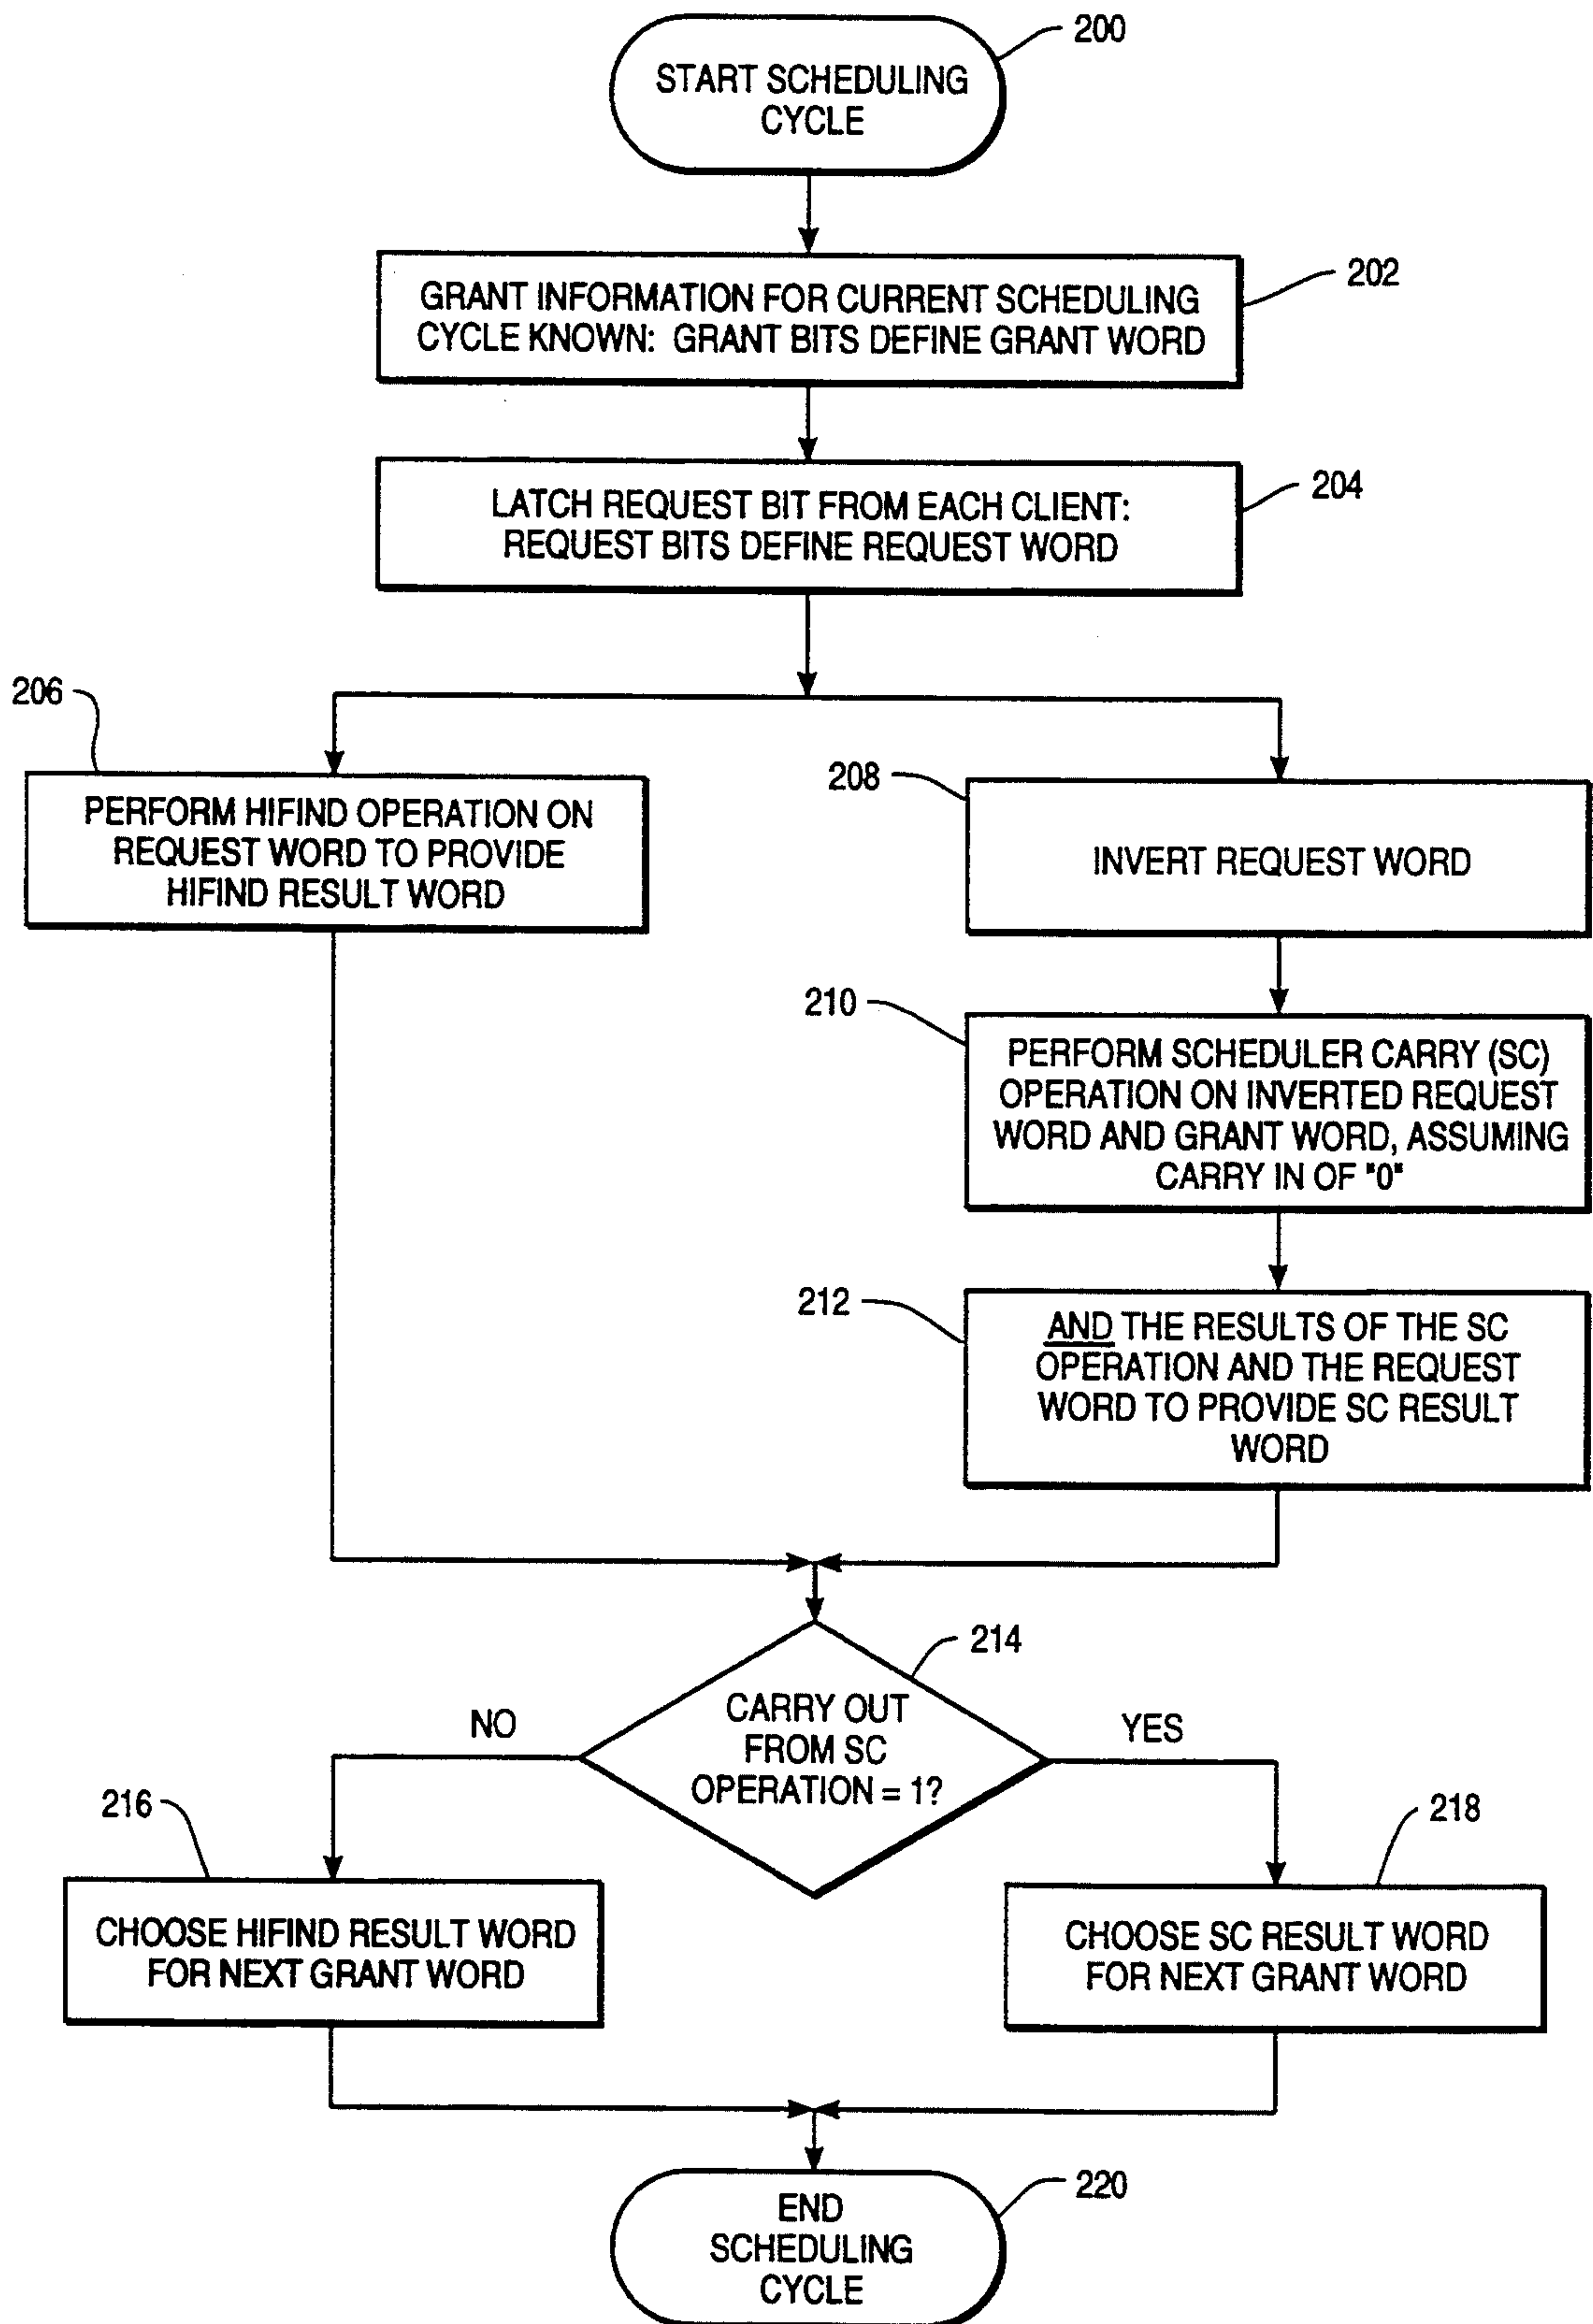 200
START SCHEDULING
CYCLE
202
GRANT INFORMATION FOR CURRENT SCHEDULING
CYCLE KNOWN: GRANT BITS DEFINE GRANT WORD
204
LATCH REQUEST BIT FROM EACH CLIENT:
REQUEST BITS DEFINE REQUEST WORD
206
PERFORM HIFIND OPERATION ON
REQUEST WORD TO PROVIDE
HIFIND RESULT WORD
208
INVERT REQUEST WORD
210
PERFORM SCHEDULER CARRY (SC)
OPERATION ON INVERTED REQUEST
WORD AND GRANT WORD, ASSUMING
CARRY IN OF "0"
212
AND THE RESULTS OF THE SC
OPERATION AND THE REQUEST
WORD TO PROVIDE SC RESULT
WORD
214
CARRY OUT
FROM SC
OPERATION = 1?
NO
YES
216
CHOOSE HIFIND RESULT WORD
FOR NEXT GRANT WORD
218
CHOOSE SC RESULT WORD
FOR NEXT GRANT WORD
220
END
SCHEDULING
CYCLE